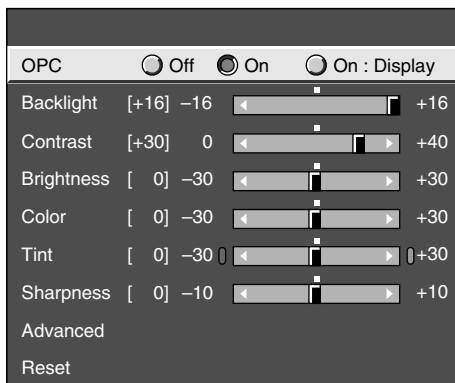 OPC Off On On : Display
Backlight [+16] –16 +16
Contrast [+30] 0 +40
Brightness [ 0] –30 +30
Color [ 0] –30 +30
Tint [ 0] –30 +30
Sharpness [ 0] –10 +10
Advanced
Reset